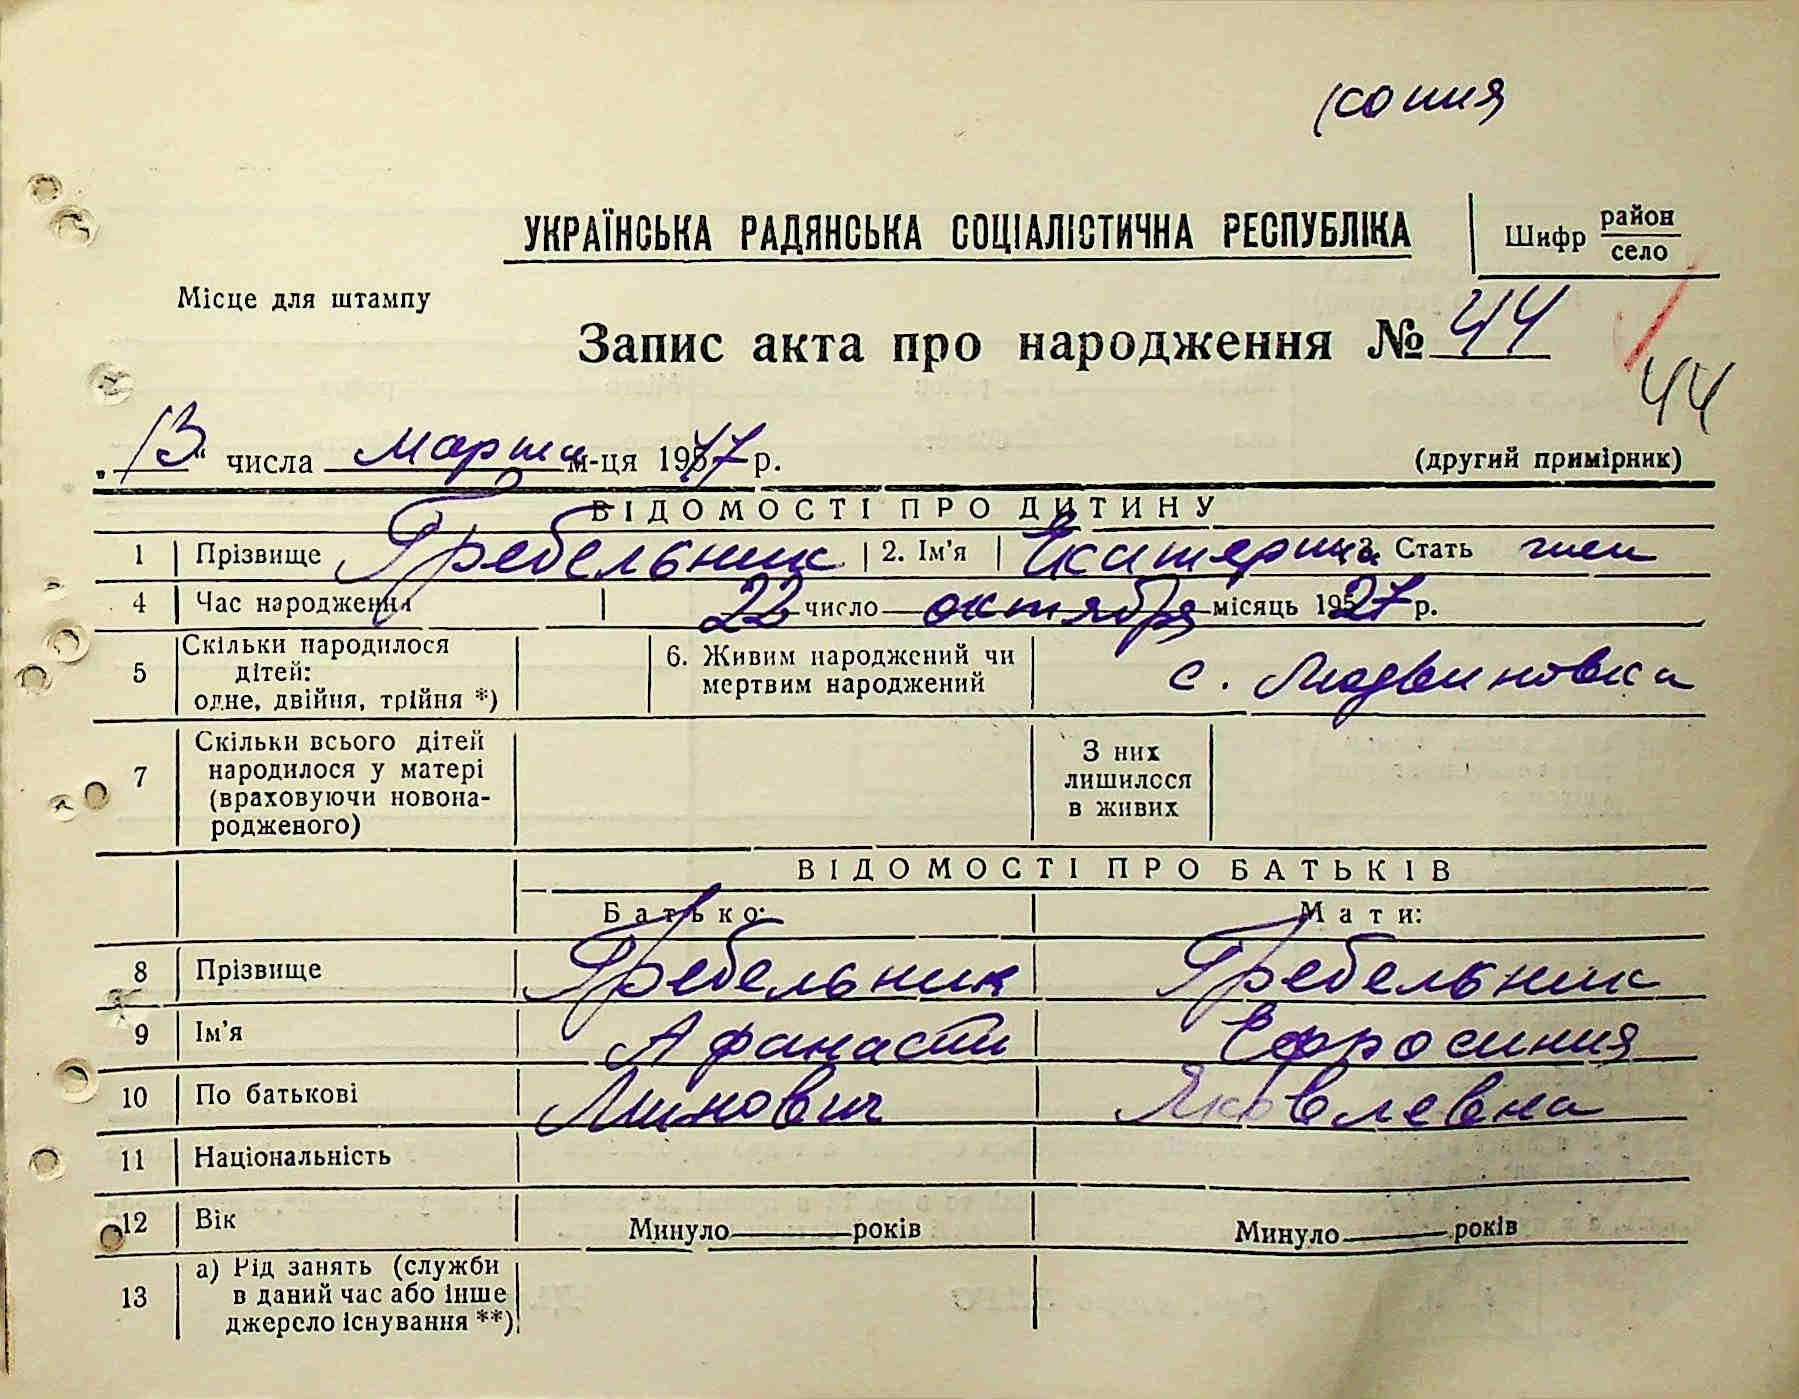 копия
УКРАЇНСЬКА РАДЯНСЬКА СОЦІАЛІСТИЧНА РЕСПУБЛІКА
Шифр район
село
Місце для штампу
Запис акта про народження № 44
44
„13" числа марта м-ця 1947 р.
(другий примірник)
ВІДОМОСТІ ПРО ДИТИНУ
1 Прізвище Гребельник 2. Ім'я Екатерина 3. Стать жен
4 Час народження 22 число октября місяць 1927 р.
5 Скільки народилося дітей: одне, двійня, трійня *) 6. Живим народжений чи мертвим народжений с. Людвиновка
7 Скільки всього дітей народилося у матері (враховуючи новонародженого) З них лишилося в живих
ВІДОМОСТІ ПРО БАТЬКІВ
Батько: Мати:
8 Прізвище Гребельник Гребельник
9 Ім'я Афанасий Ефросиния
10 По батькові Минович Яковлевна
11 Національність
12 Вік Минуло років Минуло років
13 а) Рід занять (служби в даний час або інше джерело існування **)